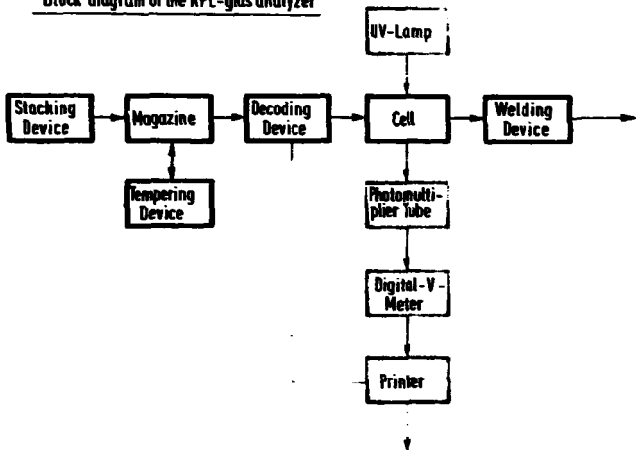 Block diagram of the RPL-glas analyzer
UV-Lamp
Stacking
Device
Magazine
Decoding
Device
Cell
Welding
Device
Tempering
Device
Photomulti-
plier Tube
Digital-V-
Meter
Printer